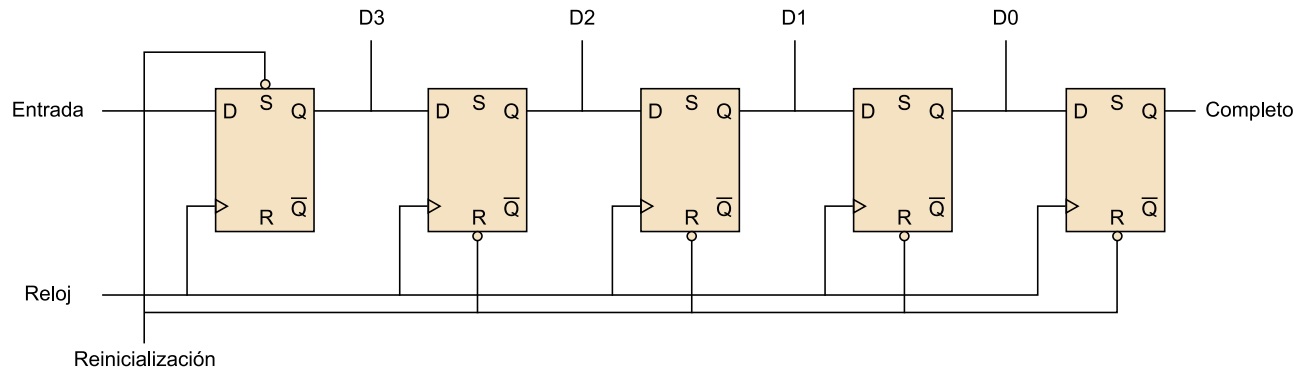 D3 D2 D1 D0
Entrada D S Q D S Q D S Q D S Q D S Q Completo
R Q̅ R Q̅ R Q̅ R Q̅ R Q̅
Reloj
Reinicialización